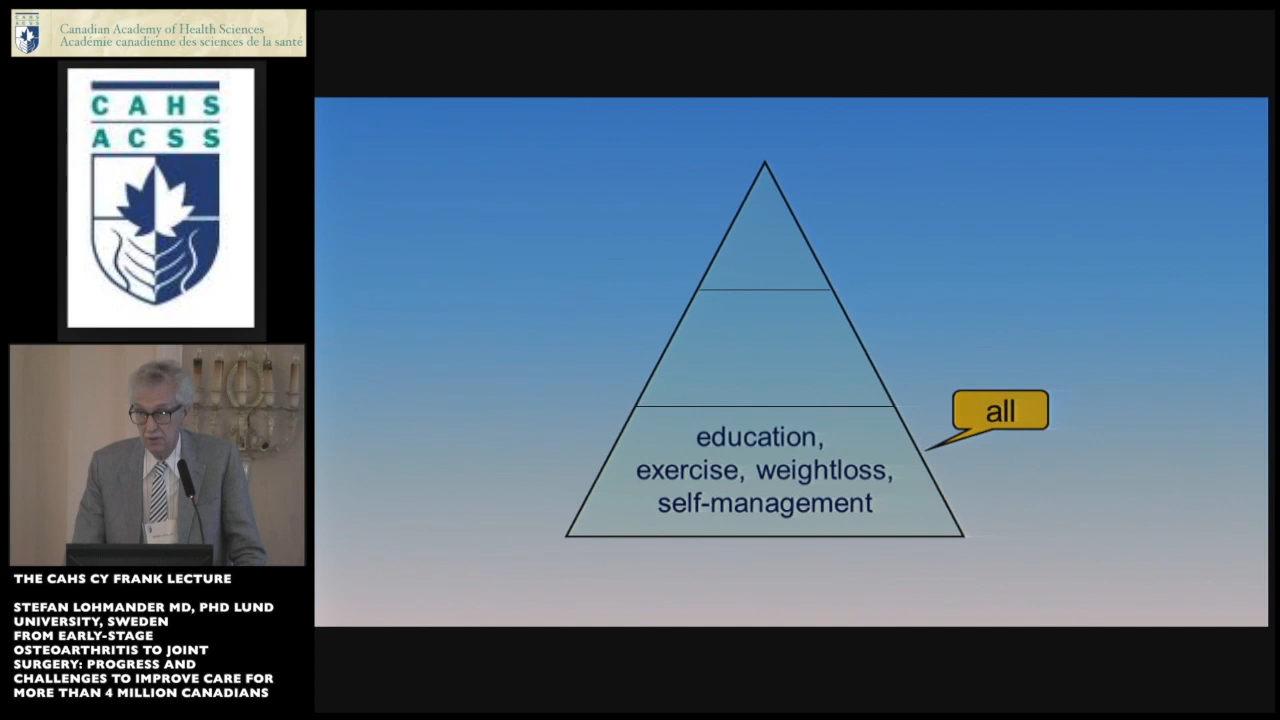 Canadian Academy of Health Sciences
Académie canadienne des sciences de la santé
CAHS
ACSS
THE CAHS CY FRANK LECTURE
STEFAN LOHMANDER MD, PHD LUND
UNIVERSITY, SWEDEN
FROM EARLY-STAGE
OSTEOARTHRITIS TO JOINT
SURGERY: PROGRESS AND
CHALLENGES TO IMPROVE CARE FOR
MORE THAN 4 MILLION CANADIANS
all
education,
exercise, weightloss,
self-management